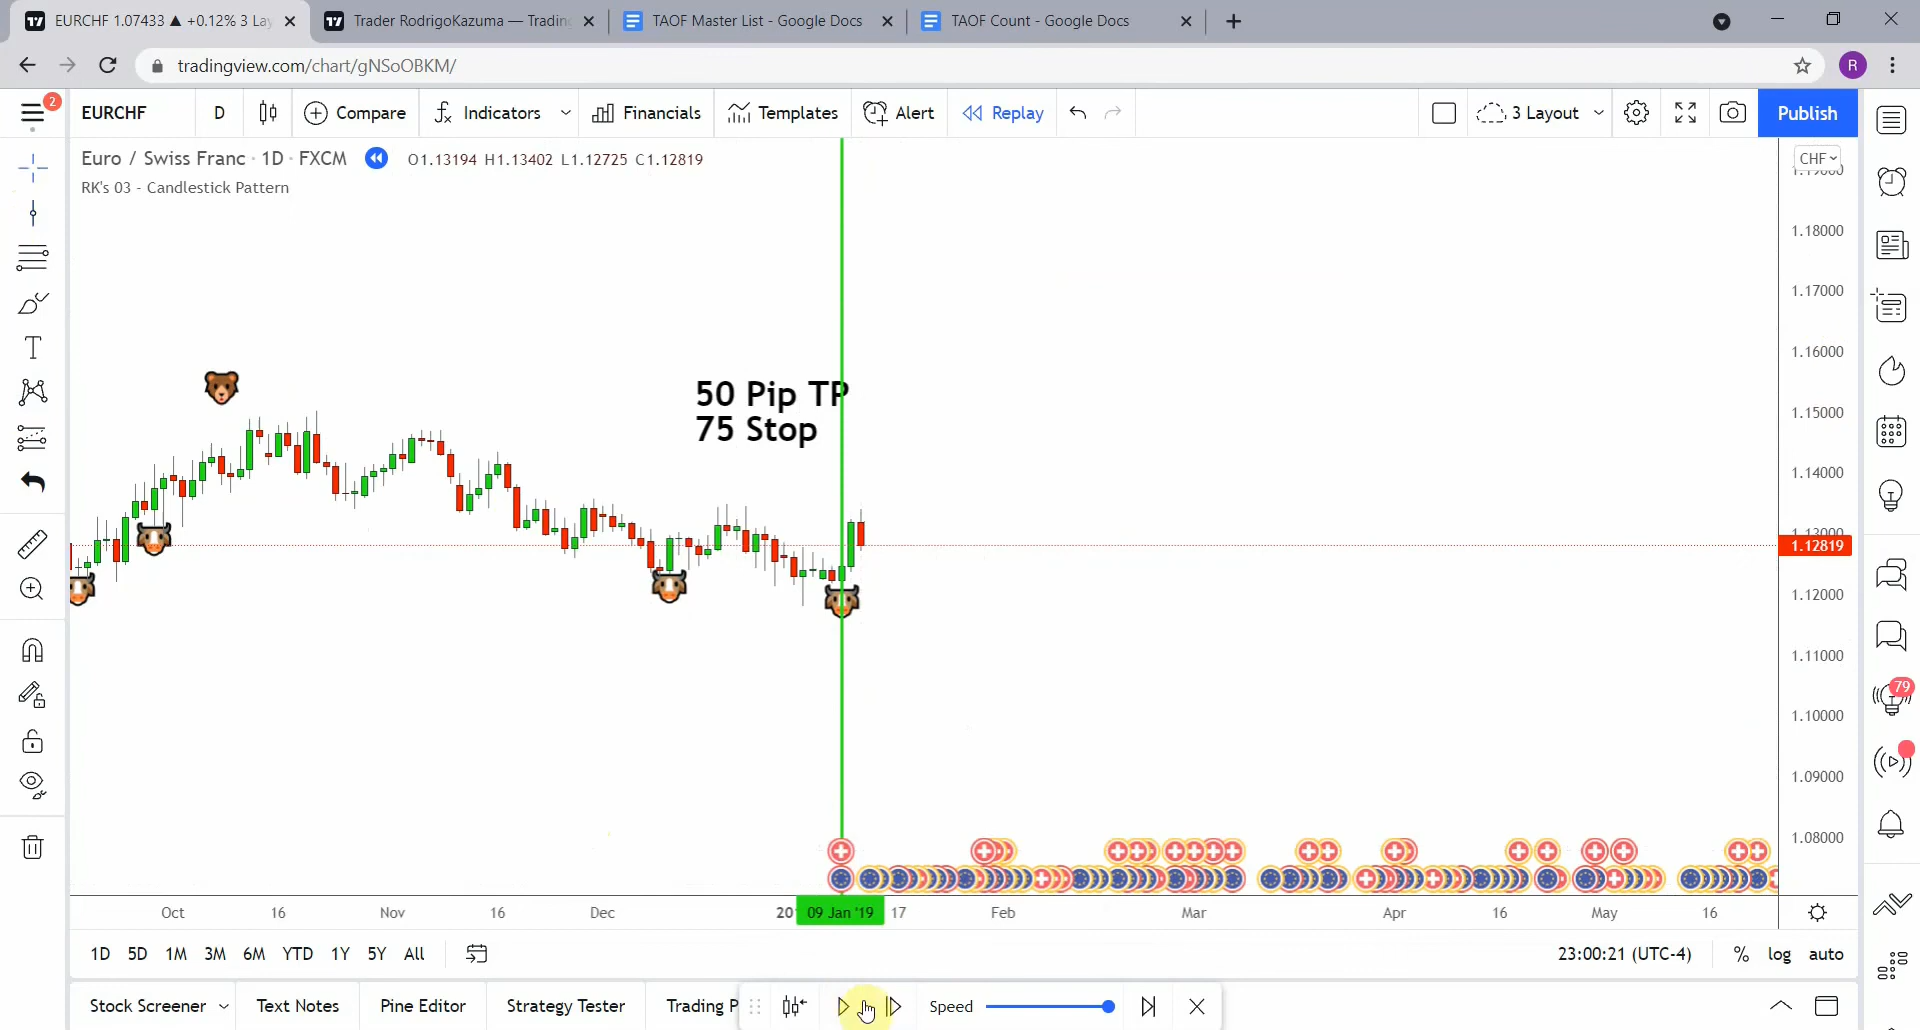 EURCHF 1.07433 ▲ +0.12% 3 La
Trader RodrigoKazuma — Tradin
TAOF Master List - Google Docs
TAOF Count - Google Docs
tradingview.com/chart/gNSoOBKM/
R
2
EURCHF
D
Compare
Indicators
Financials
Templates
Alert
Replay
3 Layout
Publish
Euro / Swiss Franc · 1D · FXCM
O1.13194 H1.13402 L1.12725 C1.12819
CHF
RK's 03 - Candlestick Pattern
1.18000
1.17000
1.16000
50 Pip TP
75 Stop
1.15000
1.14000
1.13000
1.12819
1.12000
1.11000
1.10000
1.09000
1.08000
79
Oct
16
Nov
16
Dec
20
09 Jan '19
17
Feb
Mar
Apr
16
May
16
1D
5D
1M
3M
6M
YTD
1Y
5Y
All
23:00:21 (UTC-4)
%
log
auto
Stock Screener
Text Notes
Pine Editor
Strategy Tester
Trading P
Speed